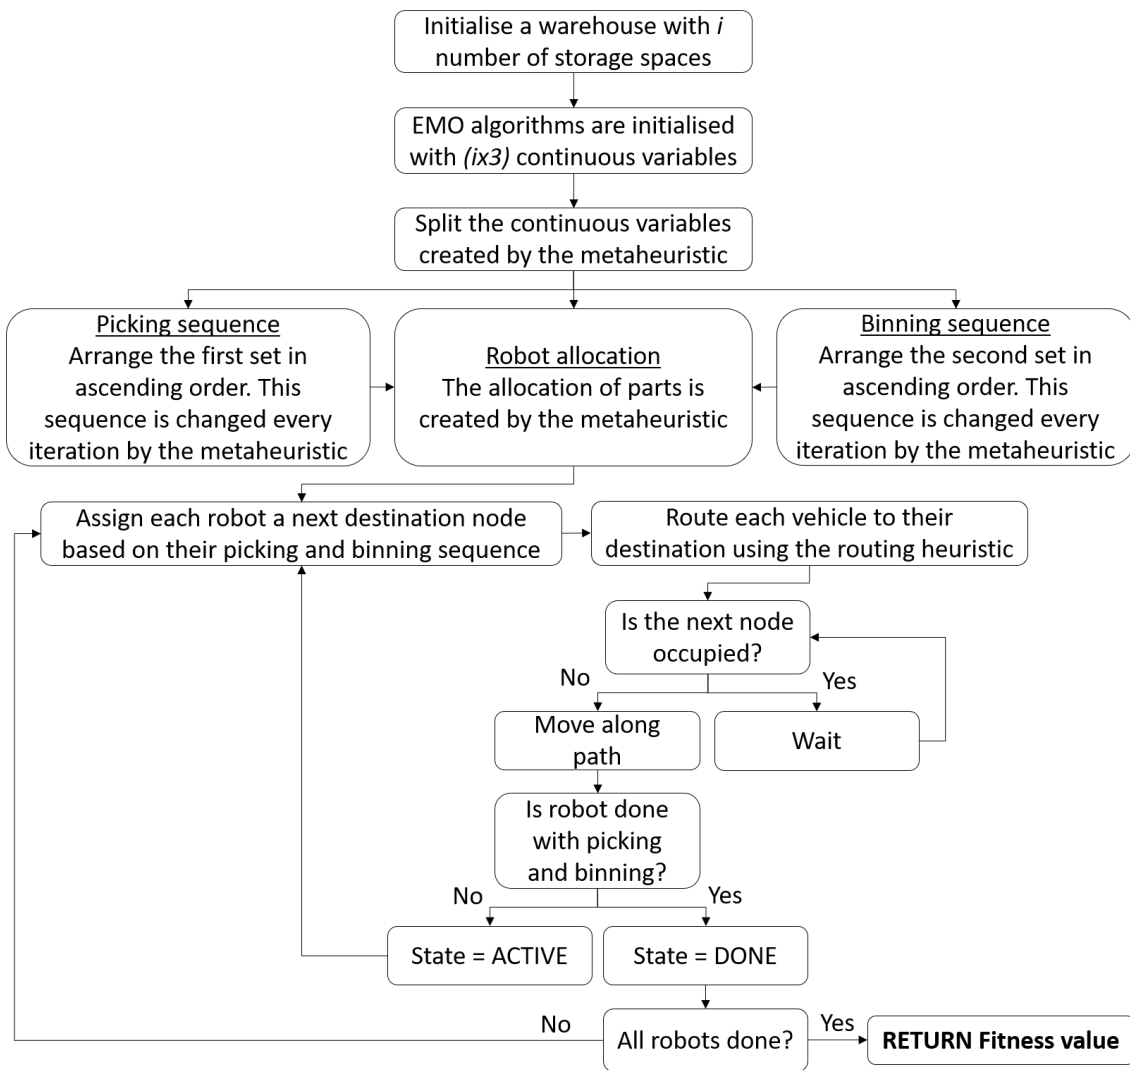 Initialise a warehouse with i
number of storage spaces
EMO algorithms are initialised
with (ix3) continuous variables
Split the continuous variables
created by the metaheuristic
Picking sequence
Arrange the first set in
ascending order. This
sequence is changed every
iteration by the metaheuristic
Robot allocation
The allocation of parts is
created by the metaheuristic
Binning sequence
Arrange the second set in
ascending order. This
sequence is changed every
iteration by the metaheuristic
Assign each robot a next destination node
based on their picking and binning sequence
Route each vehicle to their
destination using the routing heuristic
Is the next node
occupied?
No
Yes
Move along
path
Wait
Is robot done
with picking
and binning?
No
Yes
State = ACTIVE
State = DONE
No
All robots done?
Yes
RETURN Fitness value